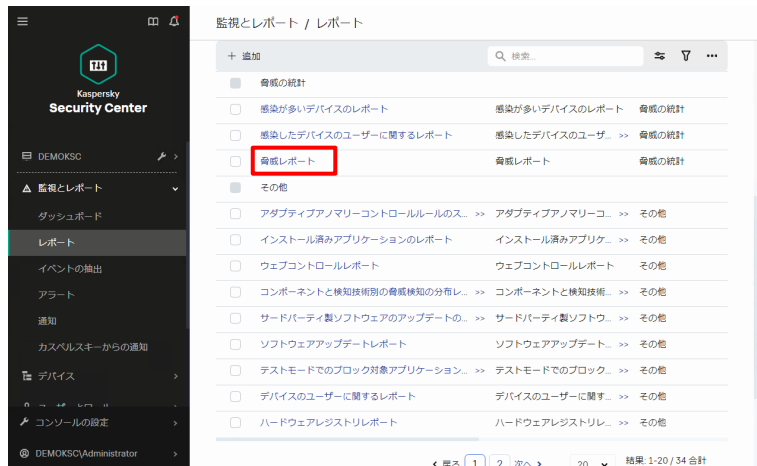 監視とレポート / レポート
Kaspersky
Security Center
DEMOKSC
監視とレポート
ダッシュボード
レポート
イベントの抽出
アラート
通知
カスペルスキーからの通知
デバイス
コンソールの設定
DEMOKSC\Administrator
+ 追加 検索...
脅威の統計
感染が多いデバイスのレポート 感染が多いデバイスのレポート 脅威の統計
感染したデバイスのユーザーに関するレポート 感染したデバイスのユーザ... >> 脅威の統計
脅威レポート 脅威レポート 脅威の統計
その他
アダプティブアノマリーコントロールルールのス... >> アダプティブアノマリーコ... >> その他
インストール済みアプリケーションのレポート インストール済みアプリケ... >> その他
ウェブコントロールレポート ウェブコントロールレポート その他
コンポーネントと検知技術別の脅威検知の分布レ... >> コンポーネントと検知技術... >> その他
サードパーティ製ソフトウェアのアップデートの... >> サードパーティ製ソフトウ... >> その他
ソフトウェアアップデートレポート ソフトウェアアップデート... >> その他
テストモードでのブロック対象アプリケーション... >> テストモードでのブロック... >> その他
デバイスのユーザーに関するレポート デバイスのユーザーに関す... >> その他
ハードウェアレジストリレポート ハードウェアレジストリレ... >> その他
< 戻る 1 2 次へ > 20 結果: 1-20 / 34 合計